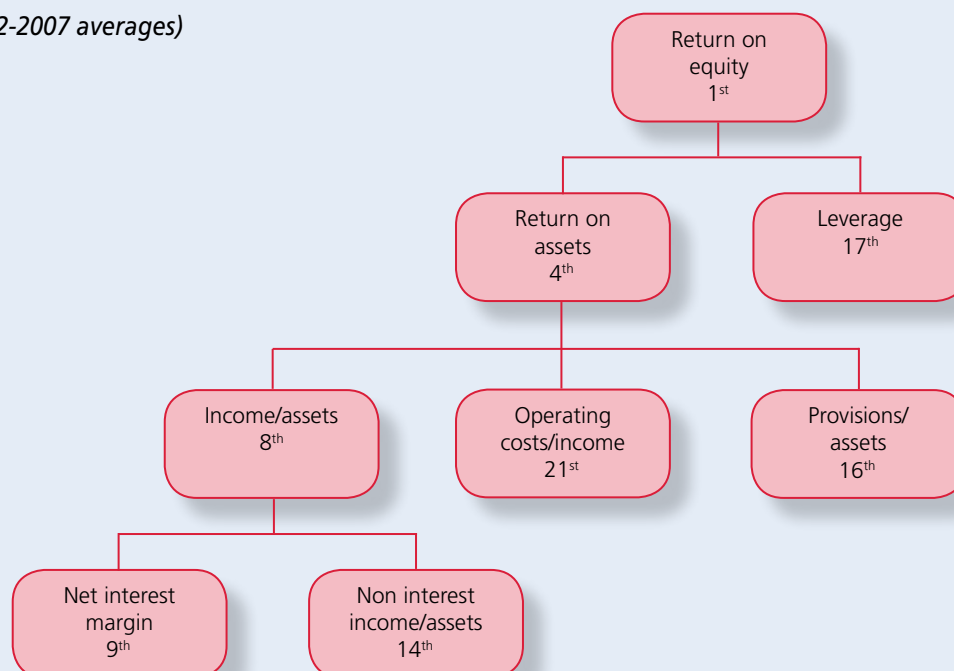 2-2007 averages)
Return on
equity
1st
Return on
assets
4th
Leverage
17th
Income/assets
8th
Operating
costs/income
21st
Provisions/
assets
16th
Net interest
margin
9th
Non interest
income/assets
14th